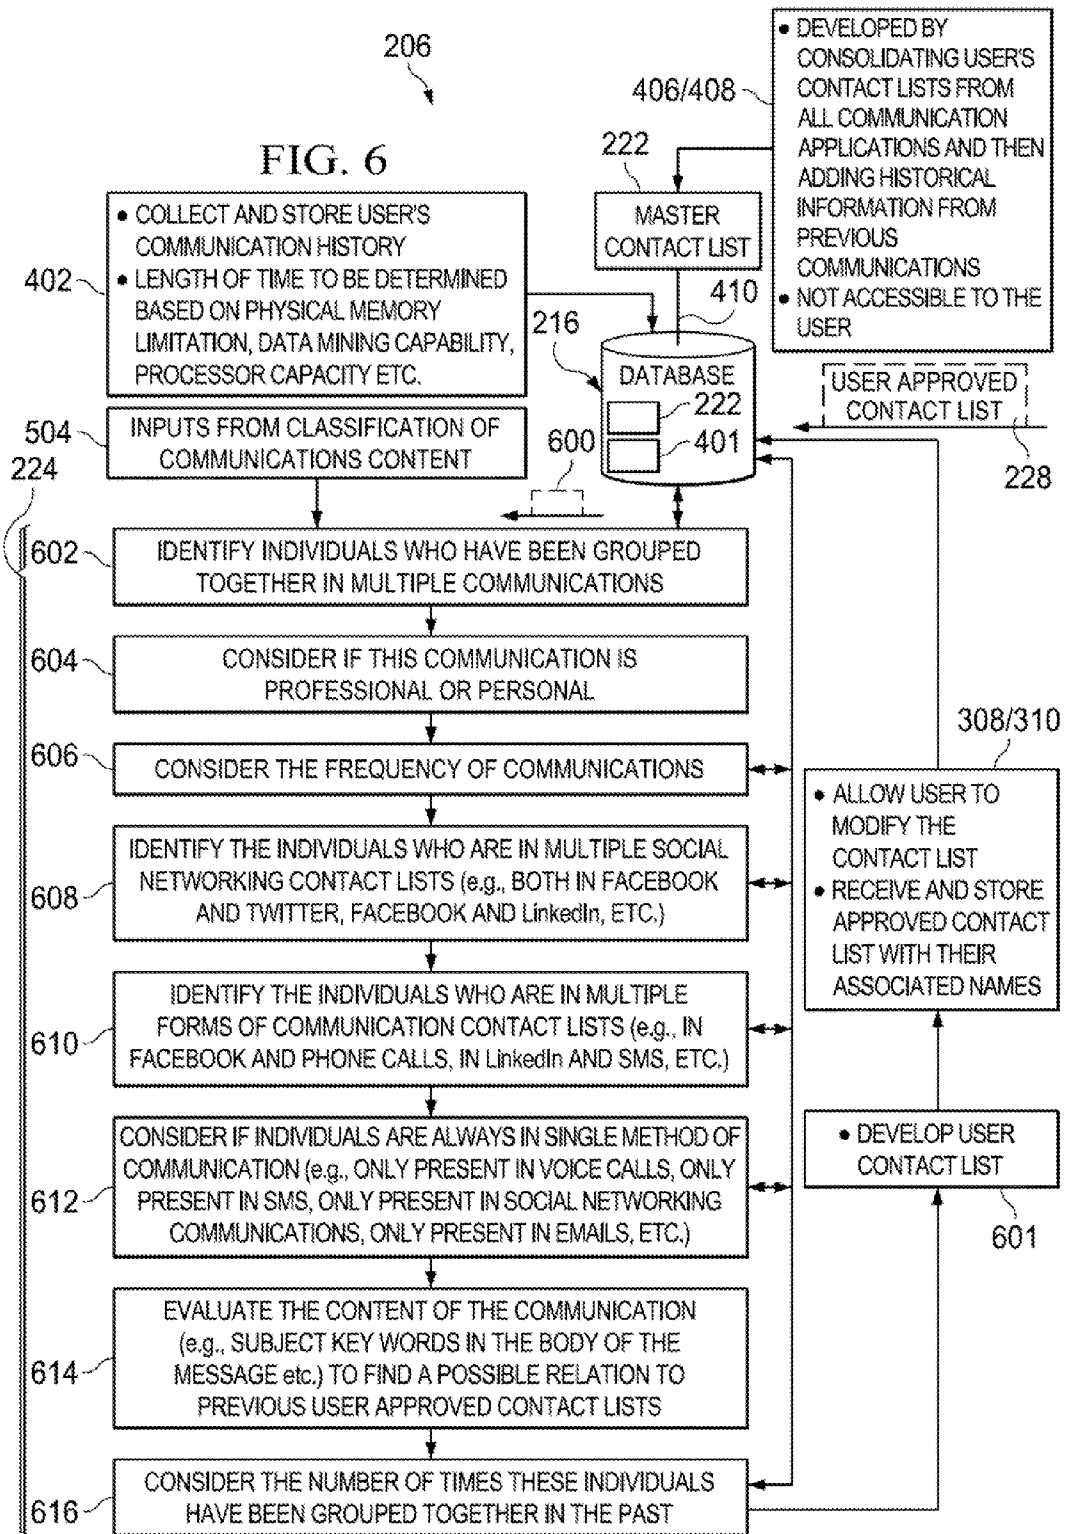 206
FIG. 6
406/408
• DEVELOPED BY
CONSOLIDATING USER'S
CONTACT LISTS FROM
ALL COMMUNICATION
APPLICATIONS AND THEN
ADDING HISTORICAL
INFORMATION FROM
PREVIOUS
COMMUNICATIONS
• NOT ACCESSIBLE TO THE
USER
222
MASTER
CONTACT LIST
402
• COLLECT AND STORE USER'S
COMMUNICATION HISTORY
• LENGTH OF TIME TO BE DETERMINED
BASED ON PHYSICAL MEMORY
LIMITATION, DATA MINING CAPABILITY,
PROCESSOR CAPACITY ETC.
410
216
DATABASE
222
401
USER APPROVED
CONTACT LIST
228
504
INPUTS FROM CLASSIFICATION OF
COMMUNICATIONS CONTENT
600
224
602
IDENTIFY INDIVIDUALS WHO HAVE BEEN GROUPED
TOGETHER IN MULTIPLE COMMUNICATIONS
604
CONSIDER IF THIS COMMUNICATION IS
PROFESSIONAL OR PERSONAL
606
CONSIDER THE FREQUENCY OF COMMUNICATIONS
608
IDENTIFY THE INDIVIDUALS WHO ARE IN MULTIPLE SOCIAL
NETWORKING CONTACT LISTS (e.g., BOTH IN FACEBOOK
AND TWITTER, FACEBOOK AND LinkedIn, ETC.)
610
IDENTIFY THE INDIVIDUALS WHO ARE IN MULTIPLE
FORMS OF COMMUNICATION CONTACT LISTS (e.g., IN
FACEBOOK AND PHONE CALLS, IN LinkedIn AND SMS, ETC.)
612
CONSIDER IF INDIVIDUALS ARE ALWAYS IN SINGLE METHOD OF
COMMUNICATION (e.g., ONLY PRESENT IN VOICE CALLS, ONLY
PRESENT IN SMS, ONLY PRESENT IN SOCIAL NETWORKING
COMMUNICATIONS, ONLY PRESENT IN EMAILS, ETC.)
614
EVALUATE THE CONTENT OF THE COMMUNICATION
(e.g., SUBJECT KEY WORDS IN THE BODY OF THE
MESSAGE etc.) TO FIND A POSSIBLE RELATION TO
PREVIOUS USER APPROVED CONTACT LISTS
616
CONSIDER THE NUMBER OF TIMES THESE INDIVIDUALS
HAVE BEEN GROUPED TOGETHER IN THE PAST
308/310
• ALLOW USER TO
MODIFY THE
CONTACT LIST
• RECEIVE AND STORE
APPROVED CONTACT
LIST WITH THEIR
ASSOCIATED NAMES
• DEVELOP USER
CONTACT LIST
601